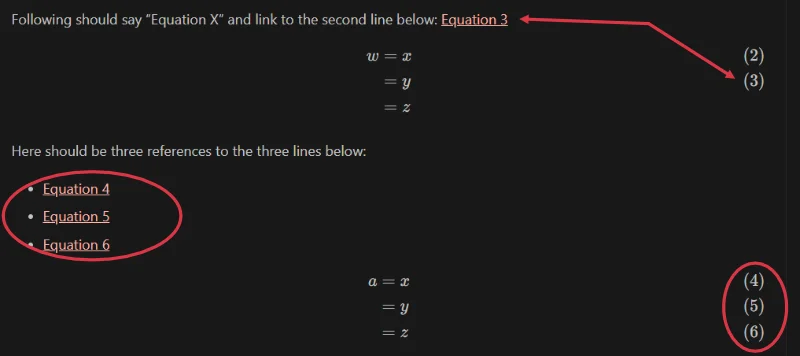 Following should say "Equation X" and link to the second line below: Equation 3
w = x (2)
= y (3)
= z
Here should be three references to the three lines below:
• Equation 4
• Equation 5
• Equation 6
a = x (4)
= y (5)
= z (6)